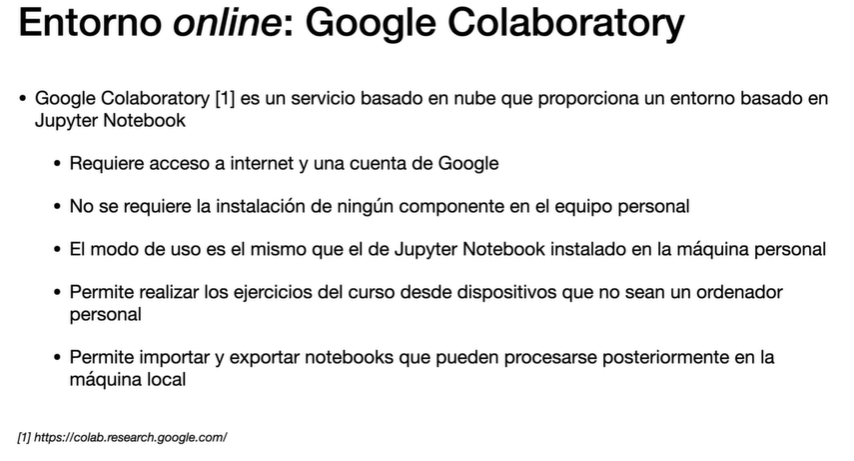 Entorno online: Google Colaboratory
• Google Colaboratory [1] es un servicio basado en nube que proporciona un entorno basado en
Jupyter Notebook
• Requiere acceso a internet y una cuenta de Google
• No se requiere la instalación de ningún componente en el equipo personal
• El modo de uso es el mismo que el de Jupyter Notebook instalado en la máquina personal
• Permite realizar los ejercicios del curso desde dispositivos que no sean un ordenador
personal
• Permite importar y exportar notebooks que pueden procesarse posteriormente en la
máquina local
[1] https://colab.research.google.com/